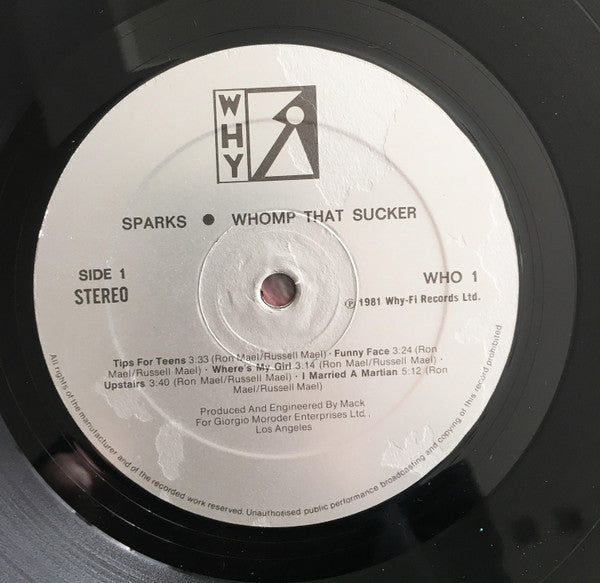 WHY
SPARKS ● WHOMP THAT SUCKER
SIDE 1
STEREO
WHO 1
℗ 1981 Why-Fi Records Ltd.
Tips For Teens 3:33 (Ron Mael/Russell Mael) · Funny Face 3:24 (Ron
Mael/Russell Mael) · Where's My Girl 3:14 (Ron Mael/Russell Mael)
Upstairs 3:40 (Ron Mael/Russell Mael) · I Married A Martian 5:12 (Ron
Mael/Russell Mael)
Produced And Engineered By Mack
For Giorgio Moroder Enterprises Ltd.,
Los Angeles
All rights of the manufacturer and of the recorded work reserved. Unauthorised public performance broadcasting and copying of this record prohibited